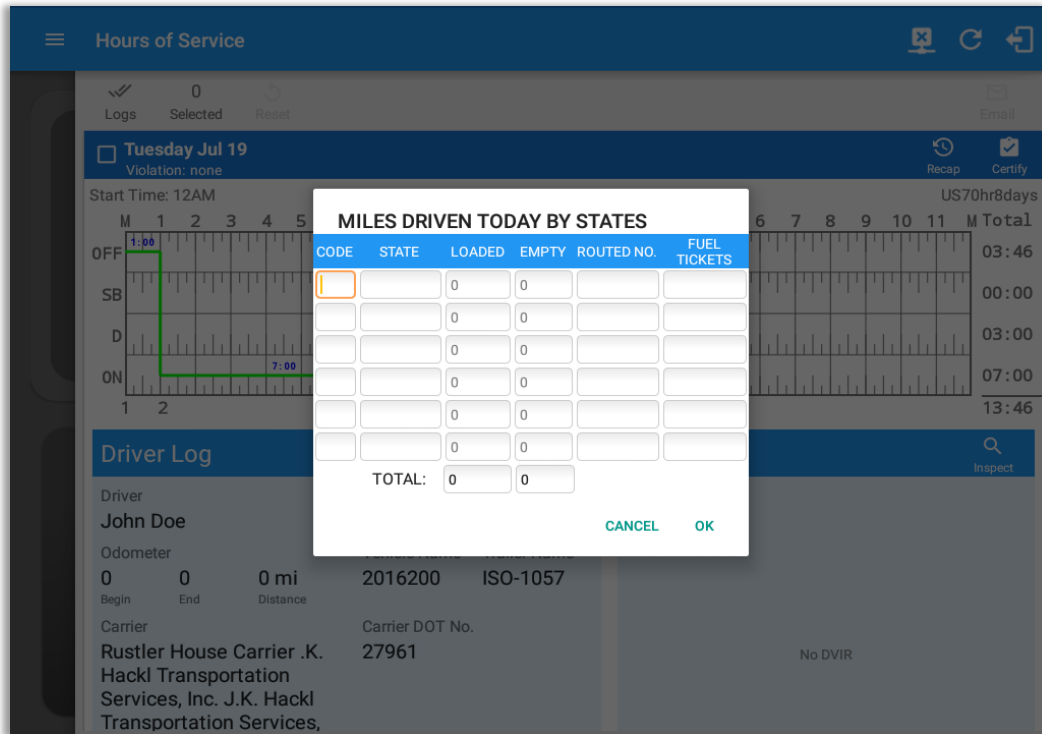 Hours of Service
Logs
0
Selected
Reset
Email
Tuesday Jul 19
Violation: none
Recap
Certify
Start Time: 12AM
US70hr8days
M 1 2 3 4 5 6 7 8 9 10 11 M Total
OFF 1:00 03:46
SB 00:00
D 03:00
ON 7:00 07:00
1 2 13:46
MILES DRIVEN TODAY BY STATES
CODE STATE LOADED EMPTY ROUTED NO. FUEL TICKETS
0 0
0 0
0 0
0 0
0 0
0 0
TOTAL: 0 0
CANCEL OK
Driver Log
Inspect
Driver
John Doe
Odometer
0 0 0 mi 2016200 ISO-1057
Begin End Distance
Carrier Carrier DOT No.
Rustler House Carrier .K. 27961
Hackl Transportation
Services, Inc. J.K. Hackl
Transportation Services,
No DVIR